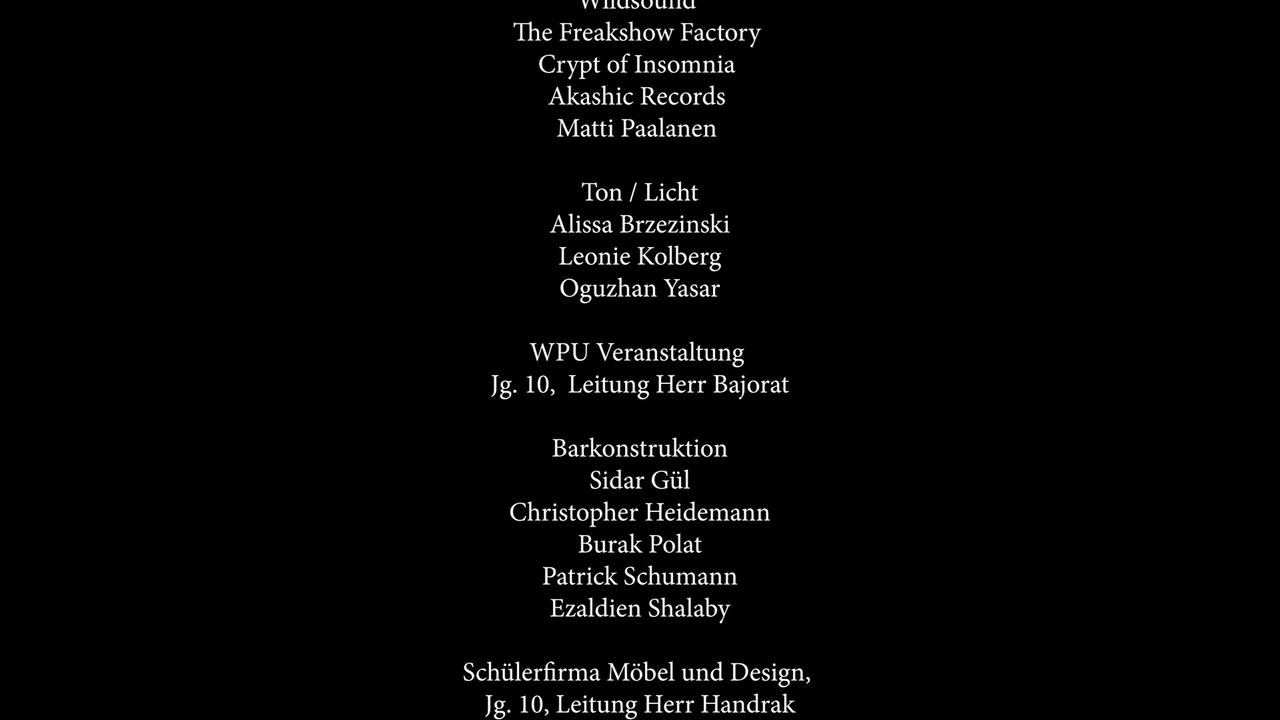 Wildsound
The Freakshow Factory
Crypt of Insomnia
Akashic Records
Matti Paalanen
Ton / Licht
Alissa Brzezinski
Leonie Kolberg
Oguzhan Yasar
WPU Veranstaltung
Jg. 10,  Leitung Herr Bajorat
Barkonstruktion
Sidar Gül
Christopher Heidemann
Burak Polat
Patrick Schumann
Ezaldien Shalaby
Schülerfirma Möbel und Design,
Jg. 10, Leitung Herr Handrak